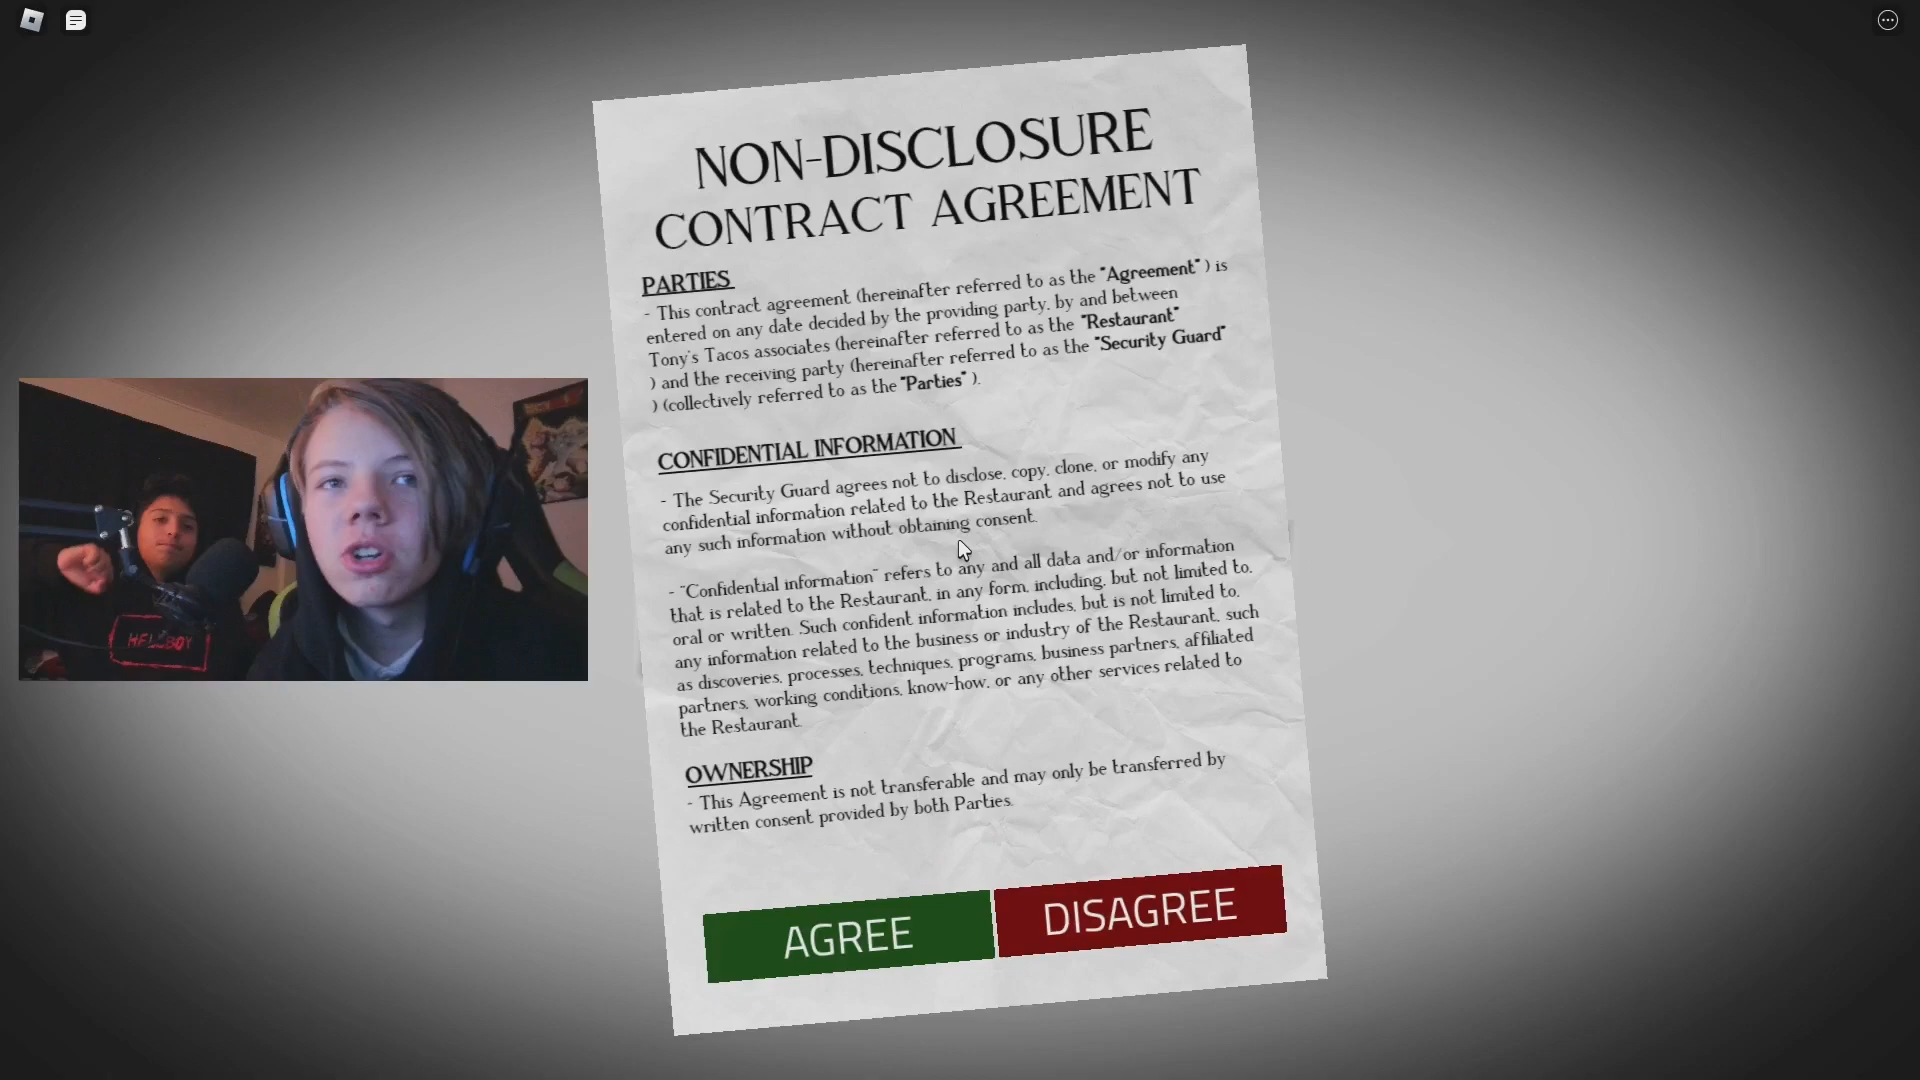 NON-DISCLOSURE
CONTRACT AGREEMENT
PARTIES
- This contract agreement (hereinafter referred to as the "Agreement" ) is
entered on any date decided by the providing party, by and between
Tony's Tacos associates (hereinafter referred to as the "Restaurant"
) and the receiving party (hereinafter referred to as the "Security Guard"
) (collectively referred to as the "Parties" ).
CONFIDENTIAL INFORMATION
- The Security Guard agrees not to disclose, copy, clone, or modify any
confidential information related to the Restaurant and agrees not to use
any such information without obtaining consent.
- "Confidential information" refers to any and all data and/or information
that is related to the Restaurant, in any form, including, but not limited to,
oral or written. Such confident information includes, but is not limited to,
any information related to the business or industry of the Restaurant, such
as discoveries, processes, techniques, programs, business partners, affiliated
partners, working conditions, know-how, or any other services related to
the Restaurant.
OWNERSHIP
- This Agreement is not transferable and may only be transferred by
written consent provided by both Parties.
AGREE
DISAGREE
HELLBOY